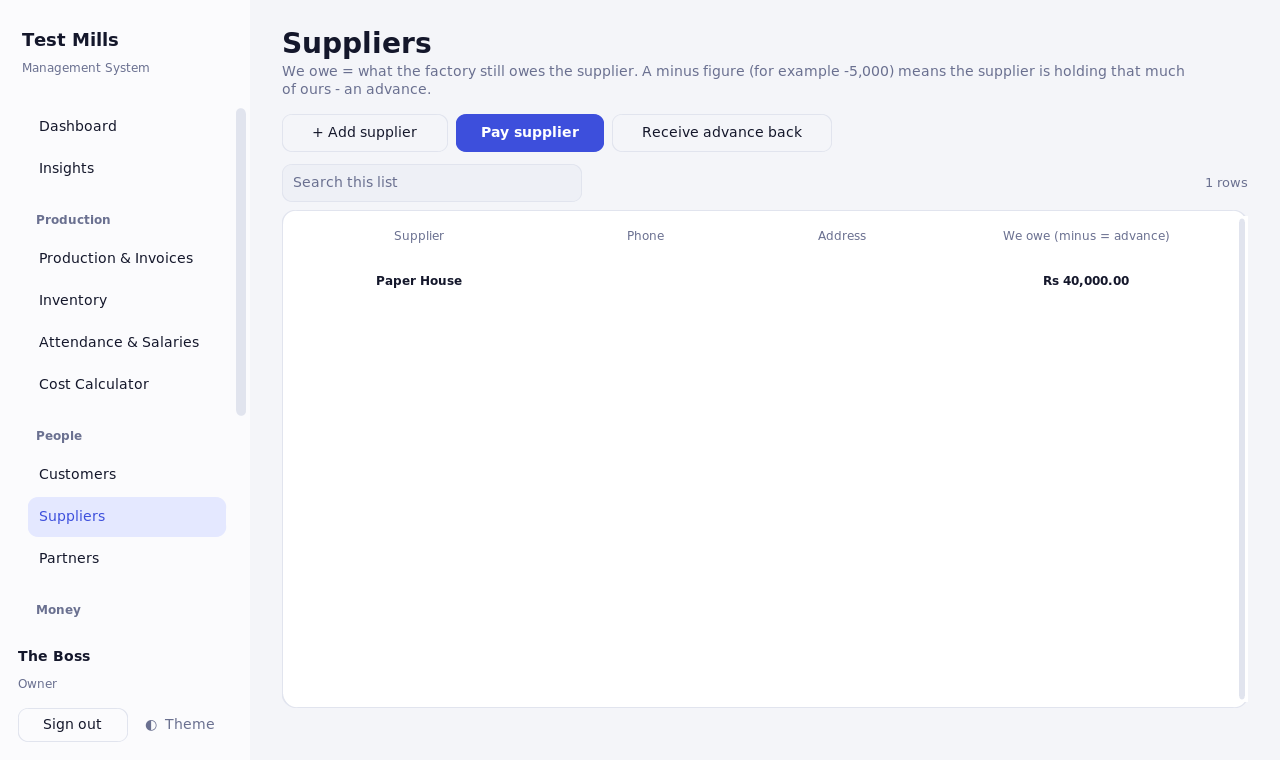 Test Mills
Management System
Dashboard
Insights
Production
Production & Invoices
Inventory
Attendance & Salaries
Cost Calculator
People
Customers
Suppliers
Partners
Money
The Boss
Owner
Sign out
◐ Theme
Suppliers
We owe = what the factory still owes the supplier. A minus figure (for example -5,000) means the supplier is holding that much
of ours - an advance.
+ Add supplier
Pay supplier
Receive advance back
Search this list
1 rows
Supplier Phone Address We owe (minus = advance)
Paper House Rs 40,000.00